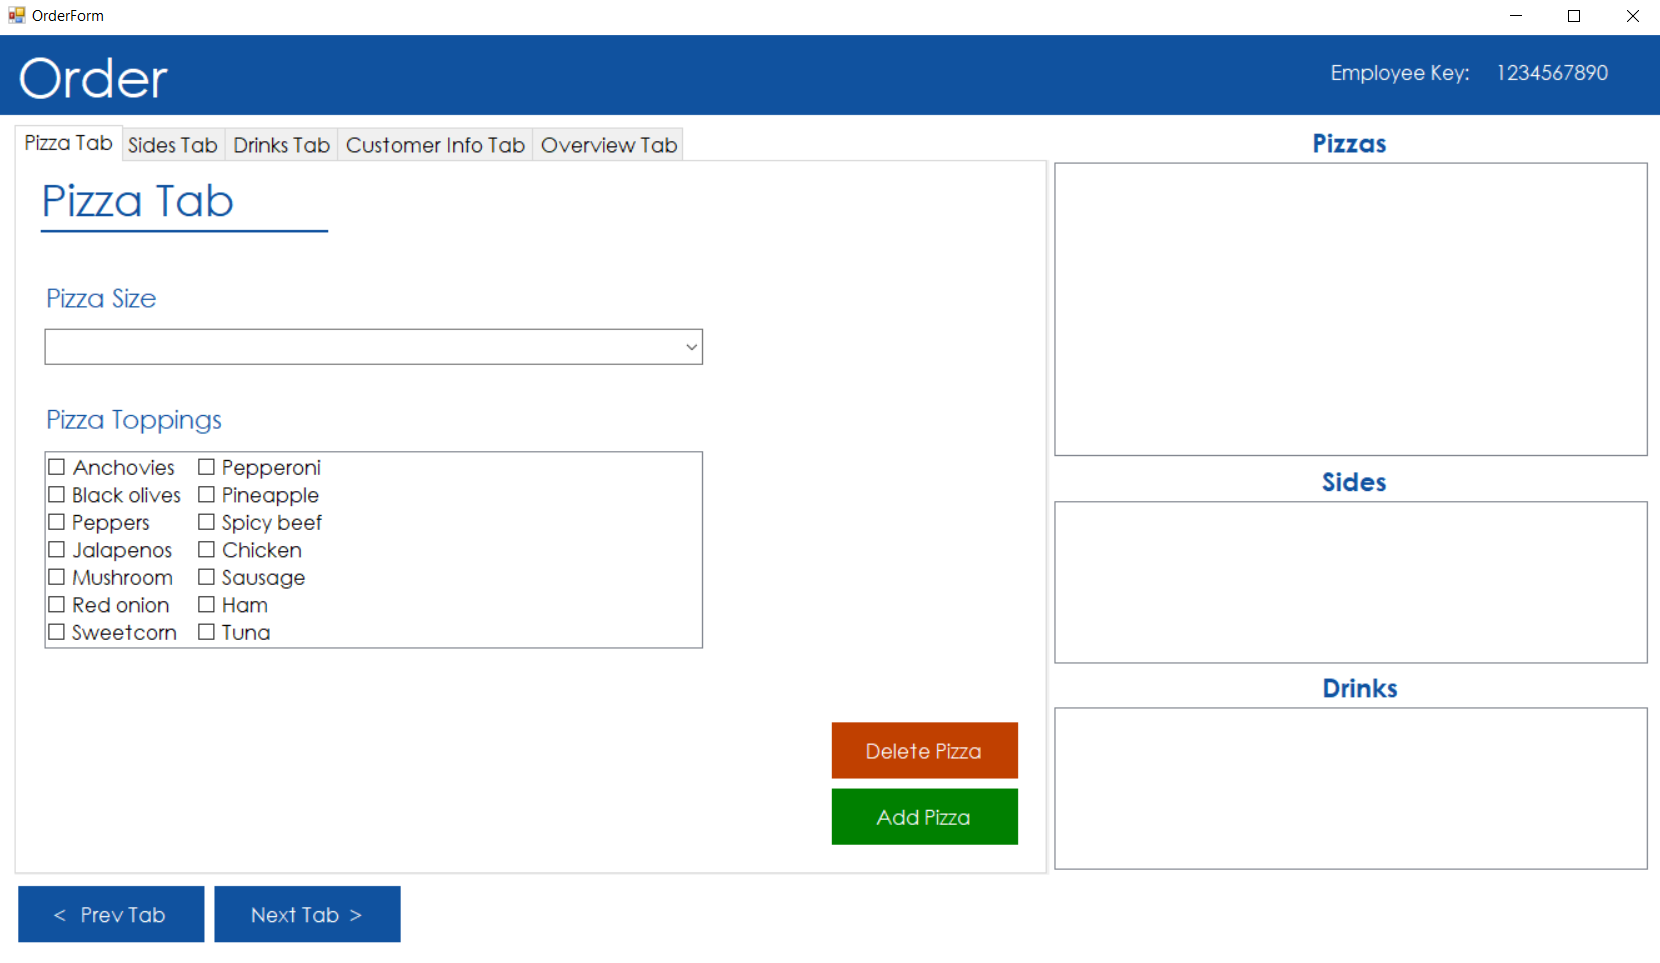 OrderForm
Order
Employee Key: 1234567890
Pizza Tab
Sides Tab
Drinks Tab
Customer Info Tab
Overview Tab
Pizza Tab
Pizza Size
Pizza Toppings
Anchovies
Black olives
Peppers
Jalapenos
Mushroom
Red onion
Sweetcorn
Pepperoni
Pineapple
Spicy beef
Chicken
Sausage
Ham
Tuna
Delete Pizza
Add Pizza
Pizzas
Sides
Drinks
< Prev Tab
Next Tab >